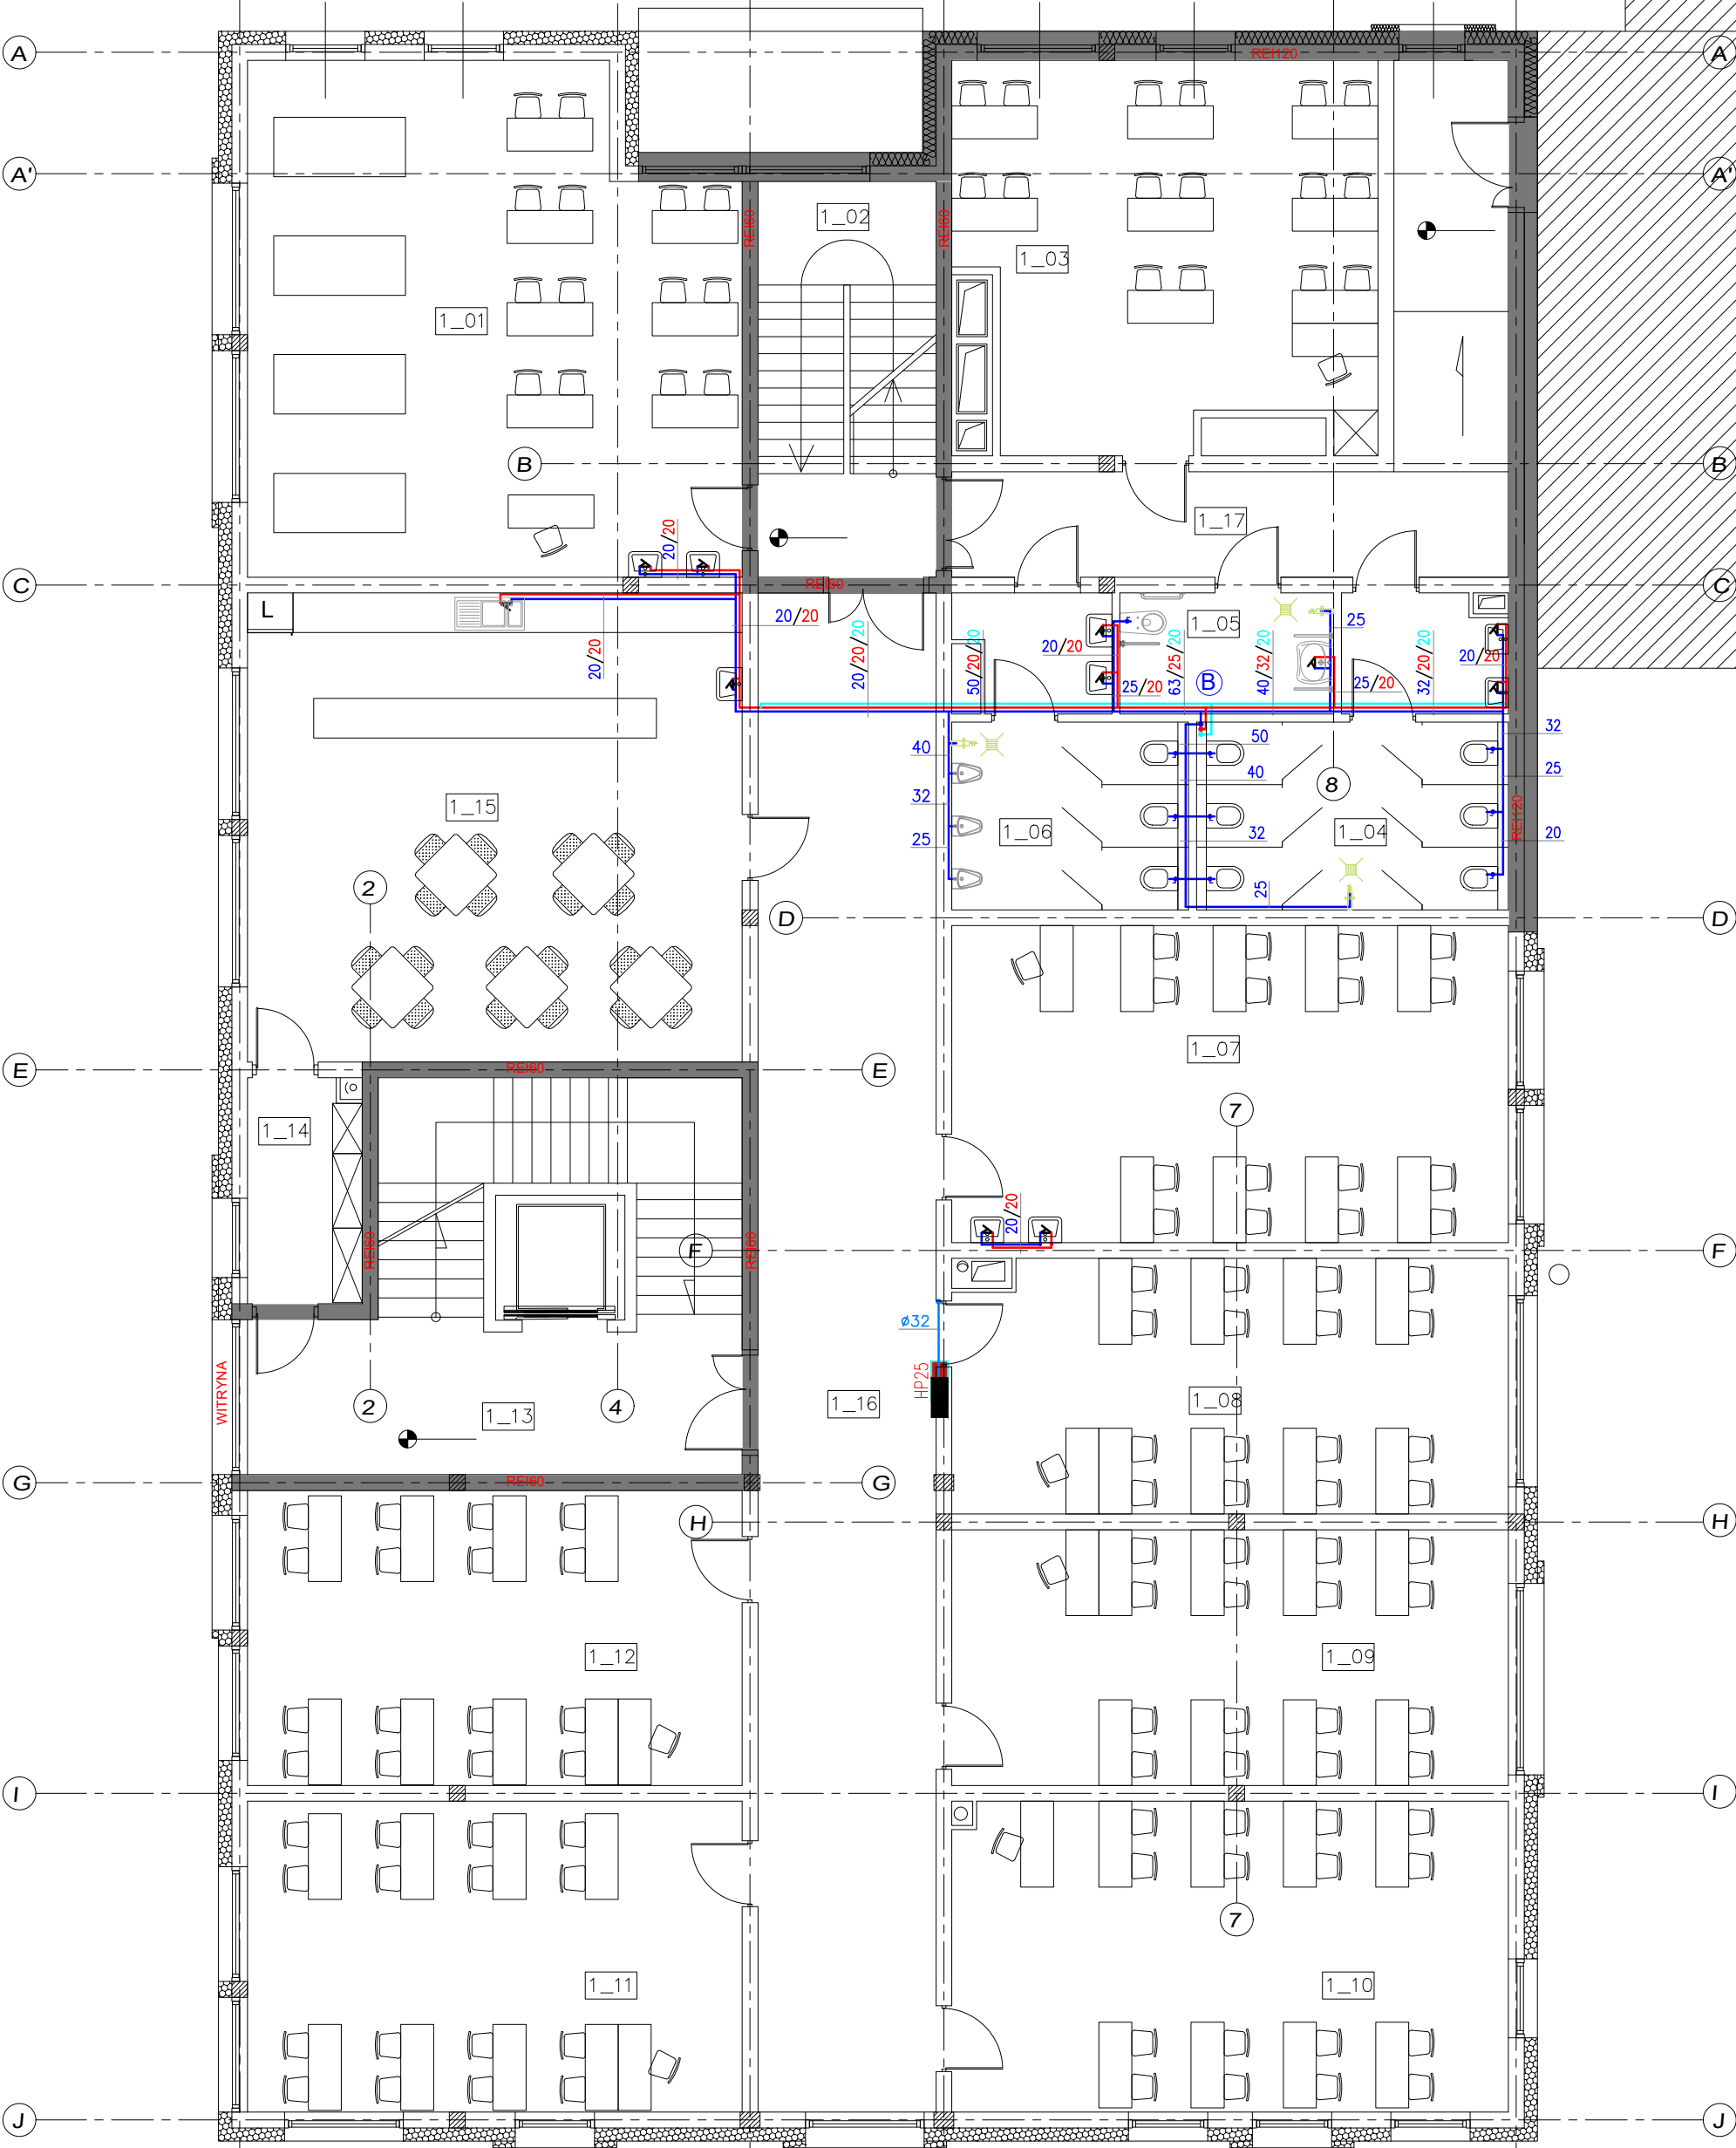 A
REI120
A
A'
REI60
1_02
REI60
A'
1_03
1_01
B
B
1_17
20/20
C
REI60
C
L
20/20
20/20
20/20/20
50/20/20
20/20
25/20
63/25/20
1_05
B
40/32/20
25
25/20
32/20/20
20/20
40
32
25
50
40
32
25
8
32
25
20
REI120
1_15
1_06
1_04
2
D
D
1_07
E
REI60
E
E
7
1_14
20/20
REI60
F
REI60
F
ø32
HP25
WITRYNA
2
4
1_13
1_16
1_08
G
REI60
G
H
H
1_12
1_09
I
I
7
1_11
1_10
J
J